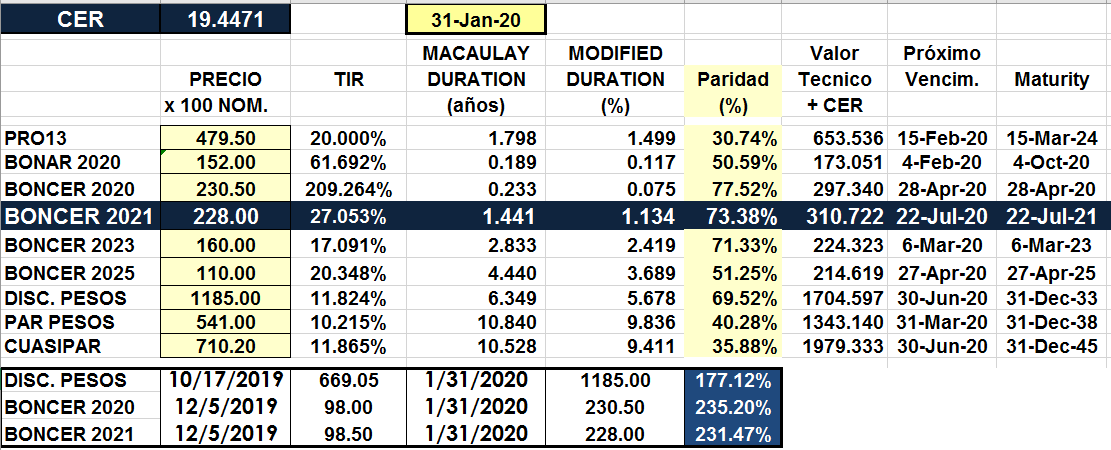 CER 19.4471 31-Jan-20
MACAULAY MODIFIED Valor Próximo
PRECIO TIR DURATION DURATION Paridad Tecnico Vencim. Maturity
x 100 NOM. (años) (%) (%) + CER
PRO13 479.50 20.000% 1.798 1.499 30.74% 653.536 15-Feb-20 15-Mar-24
BONAR 2020 152.00 61.692% 0.189 0.117 50.59% 173.051 4-Feb-20 4-Oct-20
BONCER 2020 230.50 209.264% 0.233 0.075 77.52% 297.340 28-Apr-20 28-Apr-20
BONCER 2021 228.00 27.053% 1.441 1.134 73.38% 310.722 22-Jul-20 22-Jul-21
BONCER 2023 160.00 17.091% 2.833 2.419 71.33% 224.323 6-Mar-20 6-Mar-23
BONCER 2025 110.00 20.348% 4.440 3.689 51.25% 214.619 27-Apr-20 27-Apr-25
DISC. PESOS 1185.00 11.824% 6.349 5.678 69.52% 1704.597 30-Jun-20 31-Dec-33
PAR PESOS 541.00 10.215% 10.840 9.836 40.28% 1343.140 31-Mar-20 31-Dec-38
CUASIPAR 710.20 11.865% 10.528 9.411 35.88% 1979.333 30-Jun-20 31-Dec-45
DISC. PESOS 10/17/2019 669.05 1/31/2020 1185.00 177.12%
BONCER 2020 12/5/2019 98.00 1/31/2020 230.50 235.20%
BONCER 2021 12/5/2019 98.50 1/31/2020 228.00 231.47%